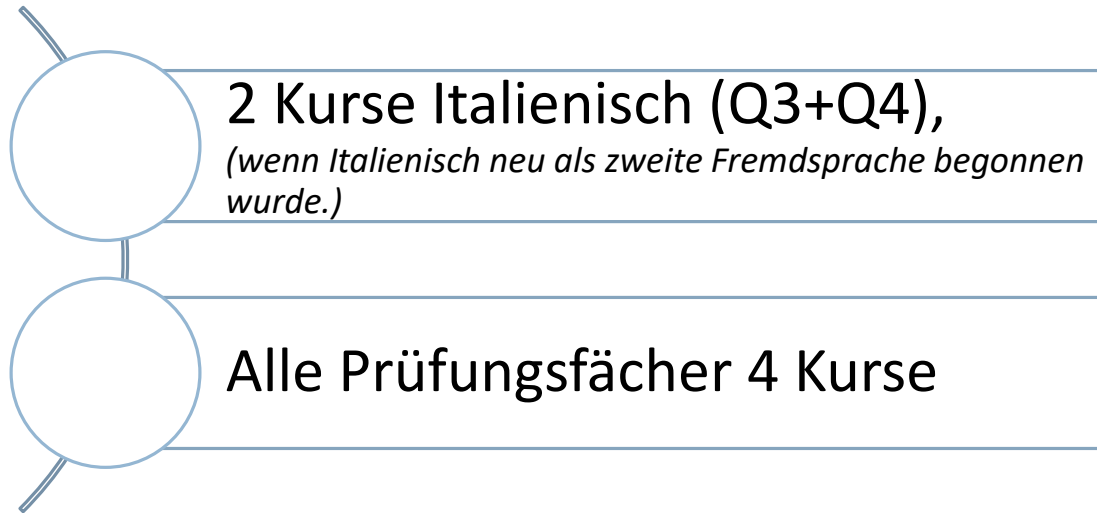 2 Kurse Italienisch (Q3+Q4),
(wenn Italienisch neu als zweite Fremdsprache begonnen
wurde.)
Alle Prüfungsfächer 4 Kurse